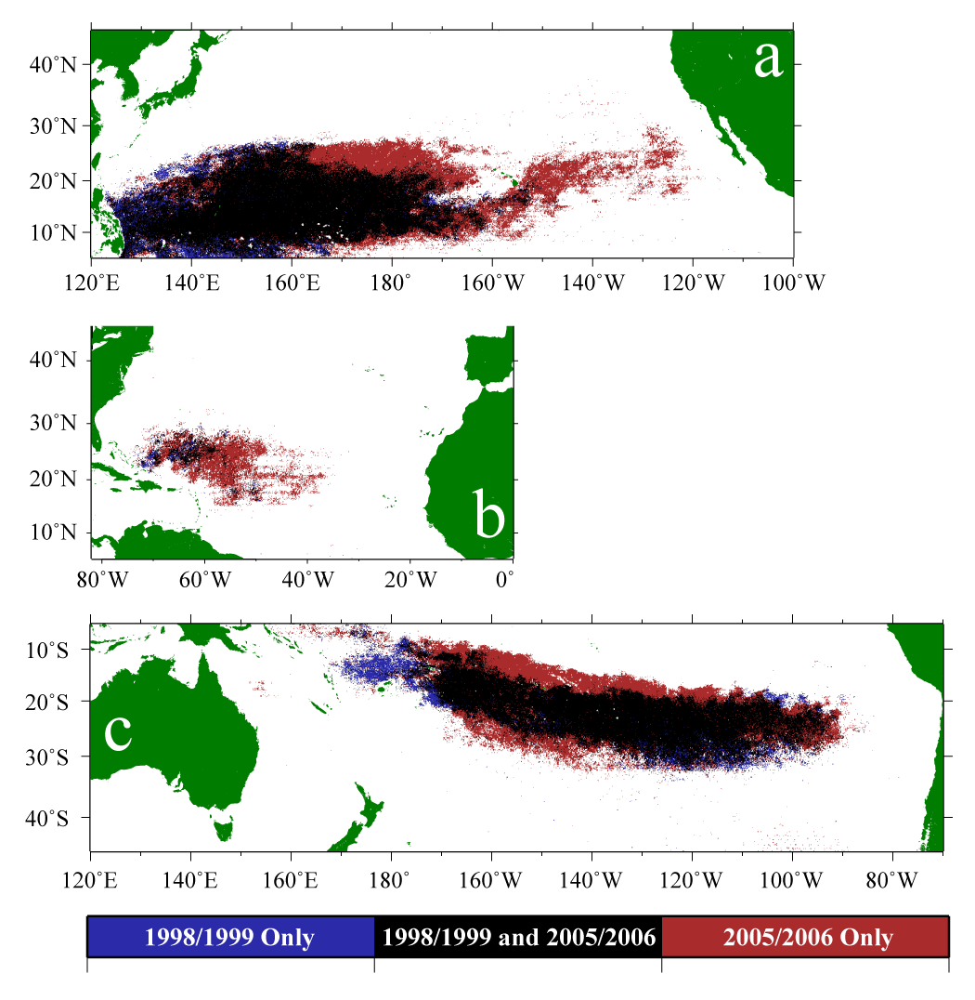 a
40°N
30°N
20°N
10°N
120°E 140°E 160°E 180° 160°W 140°W 120°W 100°W
40°N
30°N
20°N
10°N
b
80°W 60°W 40°W 20°W 0°
10°S
20°S
30°S
40°S
c
120°E 140°E 160°E 180° 160°W 140°W 120°W 100°W 80°W
1998/1999 Only 1998/1999 and 2005/2006 2005/2006 Only